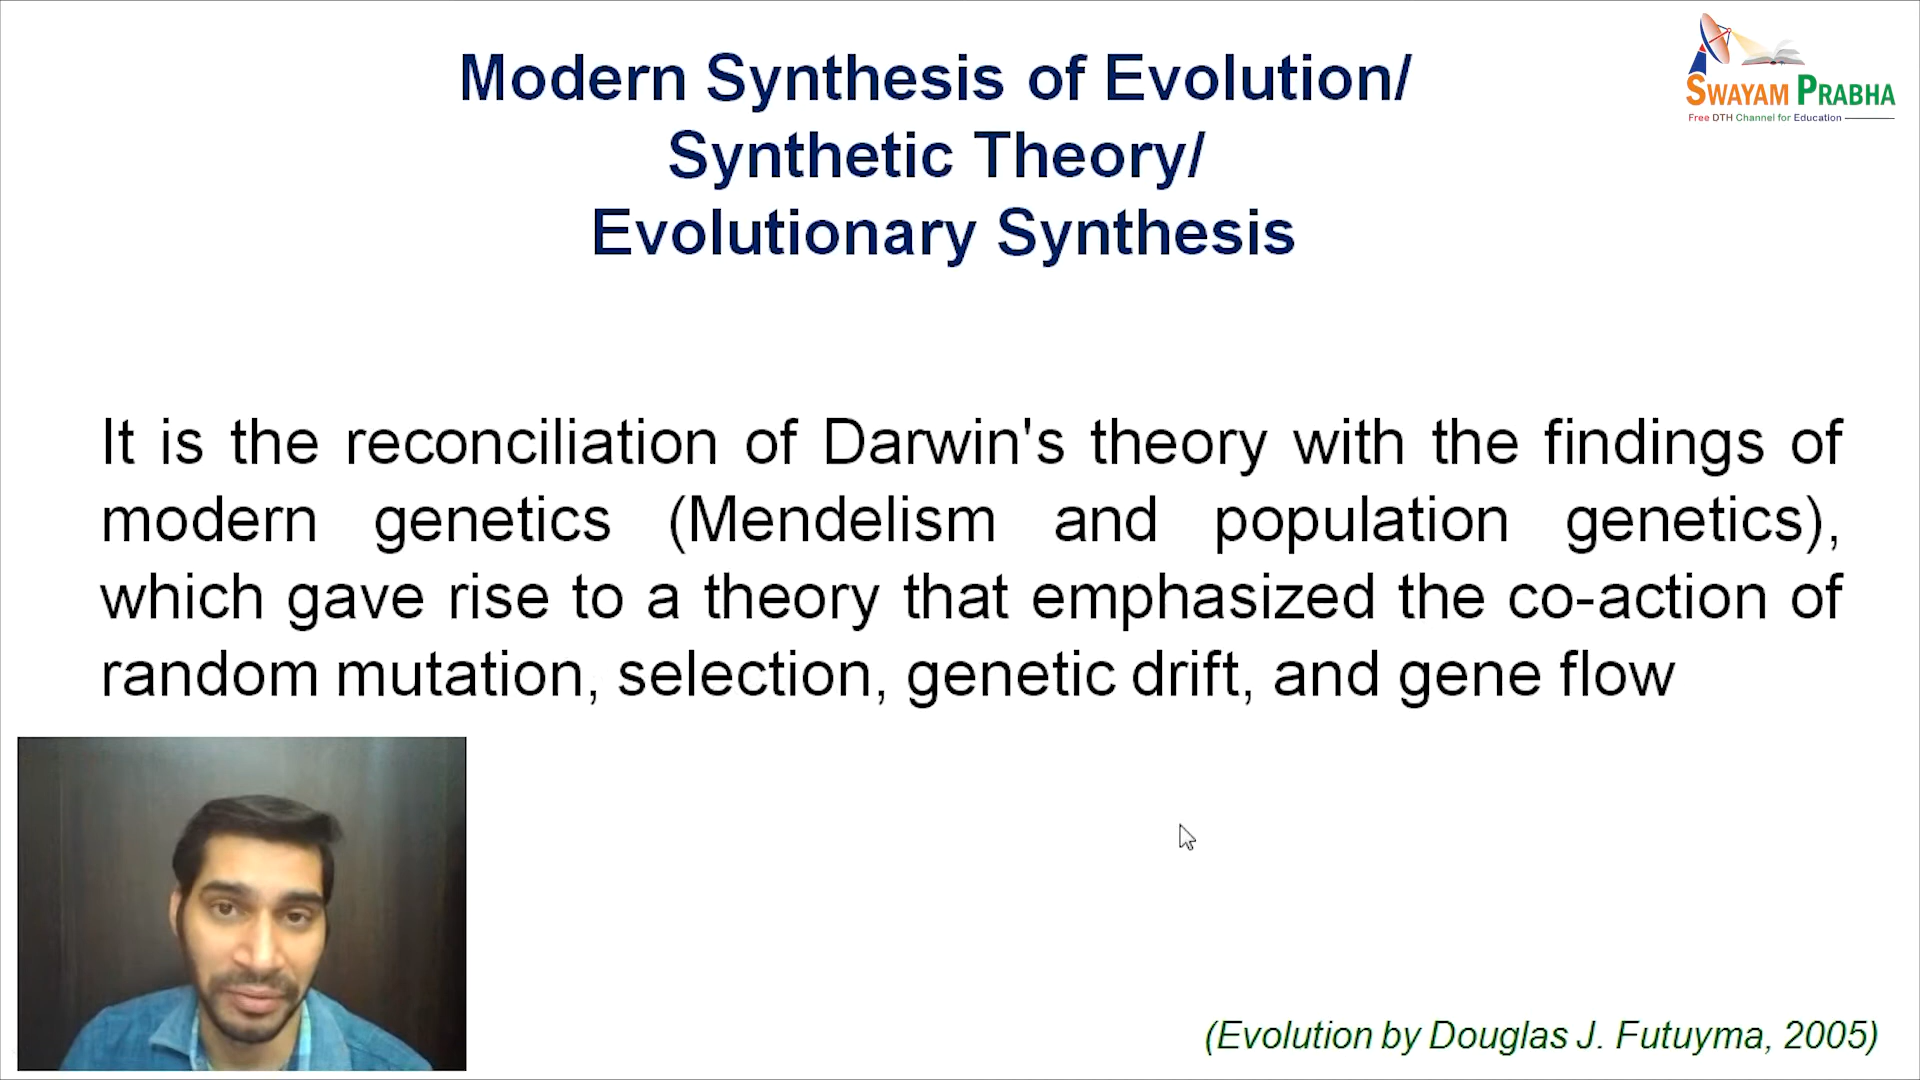 Modern Synthesis of Evolution/
Synthetic Theory/
Evolutionary Synthesis
SWAYAM PRABHA
Free DTH Channel for Education
It is the reconciliation of Darwin's theory with the findings of
modern genetics (Mendelism and population genetics),
which gave rise to a theory that emphasized the co-action of
random mutation, selection, genetic drift, and gene flow
(Evolution by Douglas J. Futuyma, 2005)